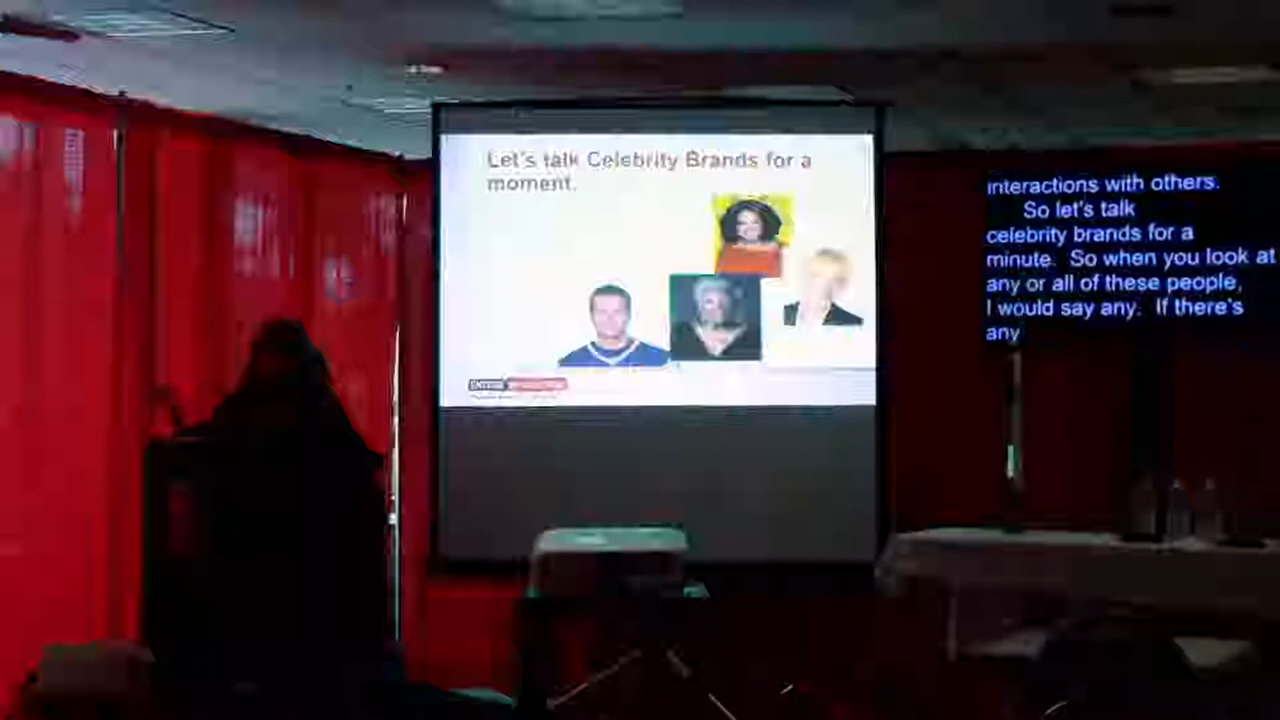 Let's talk Celebrity Brands for a
moment.
interactions with others.
So let's talk
celebrity brands for a
minute. So when you look at
any or all of these people,
I would say any. If there's
any